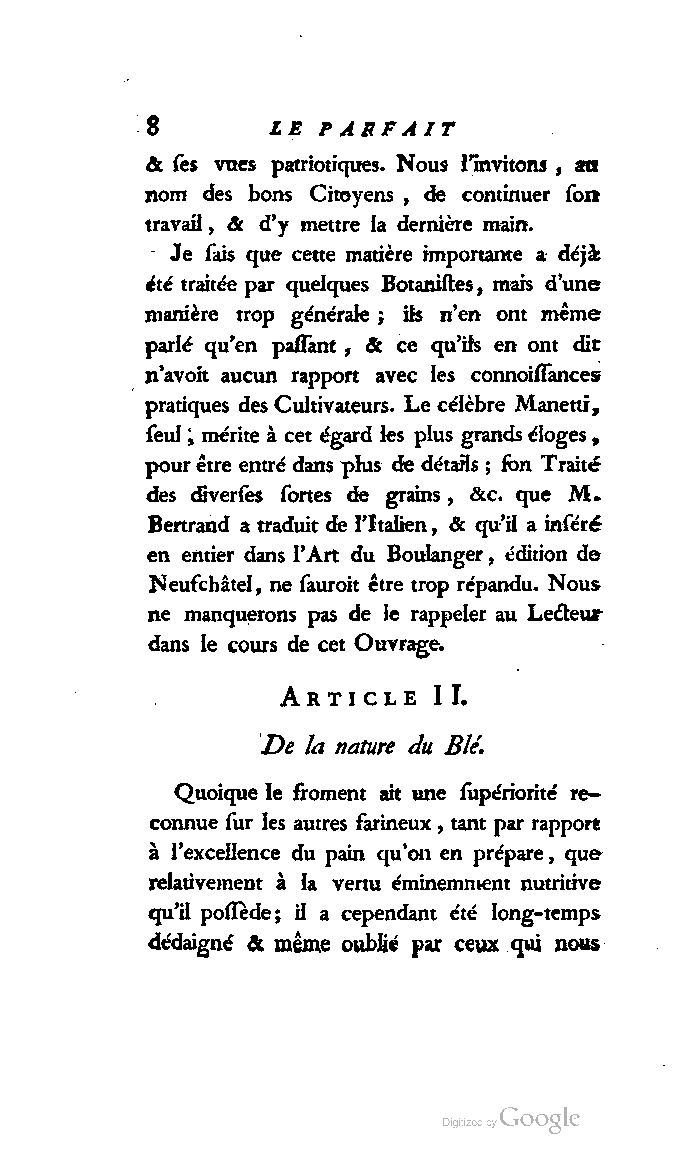 8 LE PARFAIT
& ſes vues patriotiques. Nous l'invitons, au
nom des bons Citoyens, de continuer ſon
travail, & d'y mettre la dernière main.
Je ſais que cette matière importante a déjà
été traitée par quelques Botaniſtes, mais d'une
manière trop générale; ils n'en ont même
parlé qu'en paſſant, & ce qu'ils en ont dit
n'avoit aucun rapport avec les connoiſſances
pratiques des Cultivateurs. Le célèbre Manetti,
ſeul; mérite à cet égard les plus grands éloges,
pour être entré dans plus de détails; ſon Traité
des diverſes ſortes de grains, &c. que M.
Bertrand a traduit de l'Italien, & qu'il a inſéré
en entier dans l'Art du Boulanger, édition de
Neufchâtel, ne ſauroit être trop répandu. Nous
ne manquerons pas de le rappeler au Lecteur
dans le cours de cet Ouvrage.
ARTICLE II.
De la nature du Blé.
Quoique le froment ait une ſupériorité re-
connue ſur les autres farineux, tant par rapport
à l'excellence du pain qu'on en prépare, que
relativement à la vertu éminemment nutritive
qu'il poſſède; il a cependant été long-temps
dédaigné & même oublié par ceux qui nous
Digitized by Google